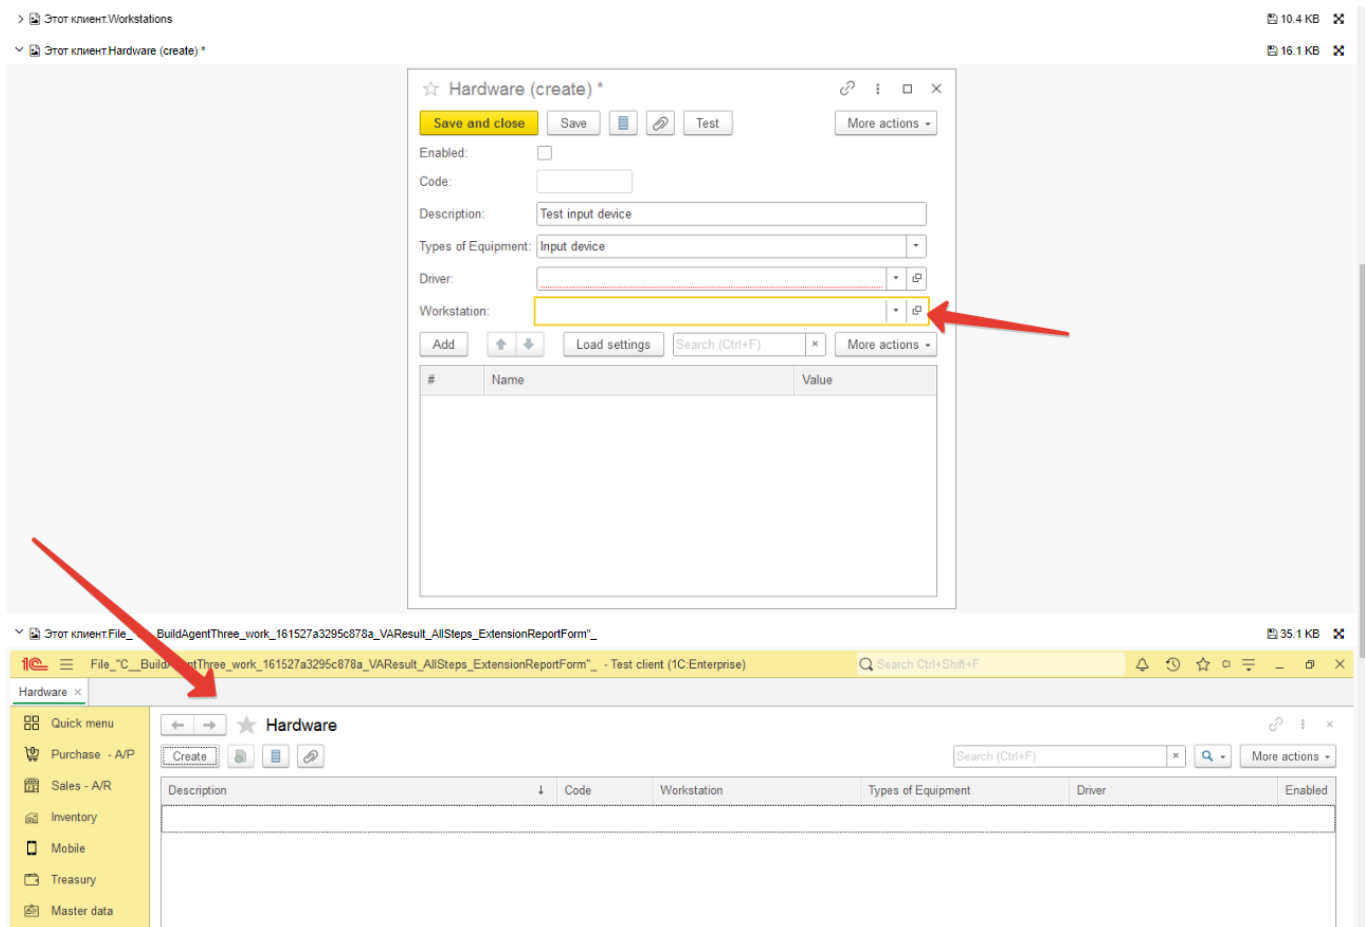 Этот клиент:Workstations 10.4 KB
Этот клиент:Hardware (create) * 16.1 KB
Hardware (create) *
Save and close Save Test More actions
Enabled:
Code:
Description: Test input device
Types of Equipment: Input device
Driver:
Workstation:
Add Load settings Search (Ctrl+F) × More actions
# Name Value
Этот клиент:File_ BuildAgentThree_work_161527a3295c878a_VAResult_AllSteps_ExtensionReportForm"_ 35.1 KB
1C File_"C__BuildAgentThree_work_161527a3295c878a_VAResult_AllSteps_ExtensionReportForm"_ - Test client (1C:Enterprise) Search Ctrl+Shift+F CI
Hardware ×
Quick menu Hardware
Purchase - A/P Create Search (Ctrl+F) × More actions
Sales - A/R Description ↓ Code Workstation Types of Equipment Driver Enabled
Inventory
Mobile
Treasury
Master data